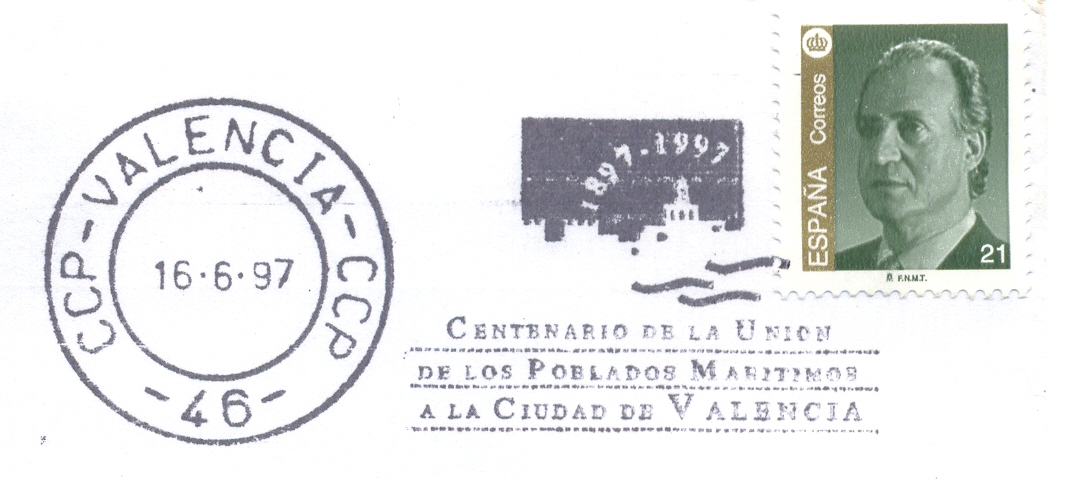 CCP-VALENCIA-CCP
16·6·97
-46-
1897·1997
CENTENARIO DE LA UNION
DE LOS POBLADOS MARITIMOS
A LA CIUDAD DE VALENCIA
ESPAÑA Correos
21
F.N.M.T.